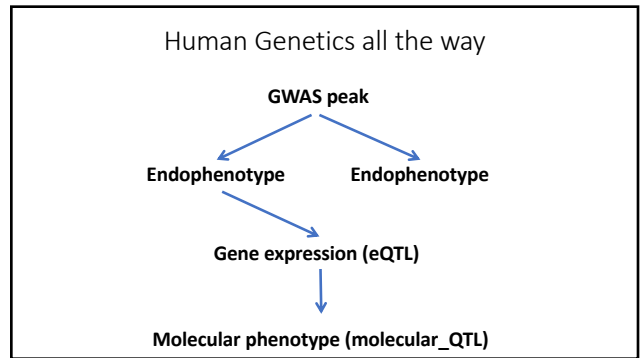 Human Genetics all the way
GWAS peak
Endophenotype Endophenotype
Gene expression (eQTL)
Molecular phenotype (molecular_QTL)